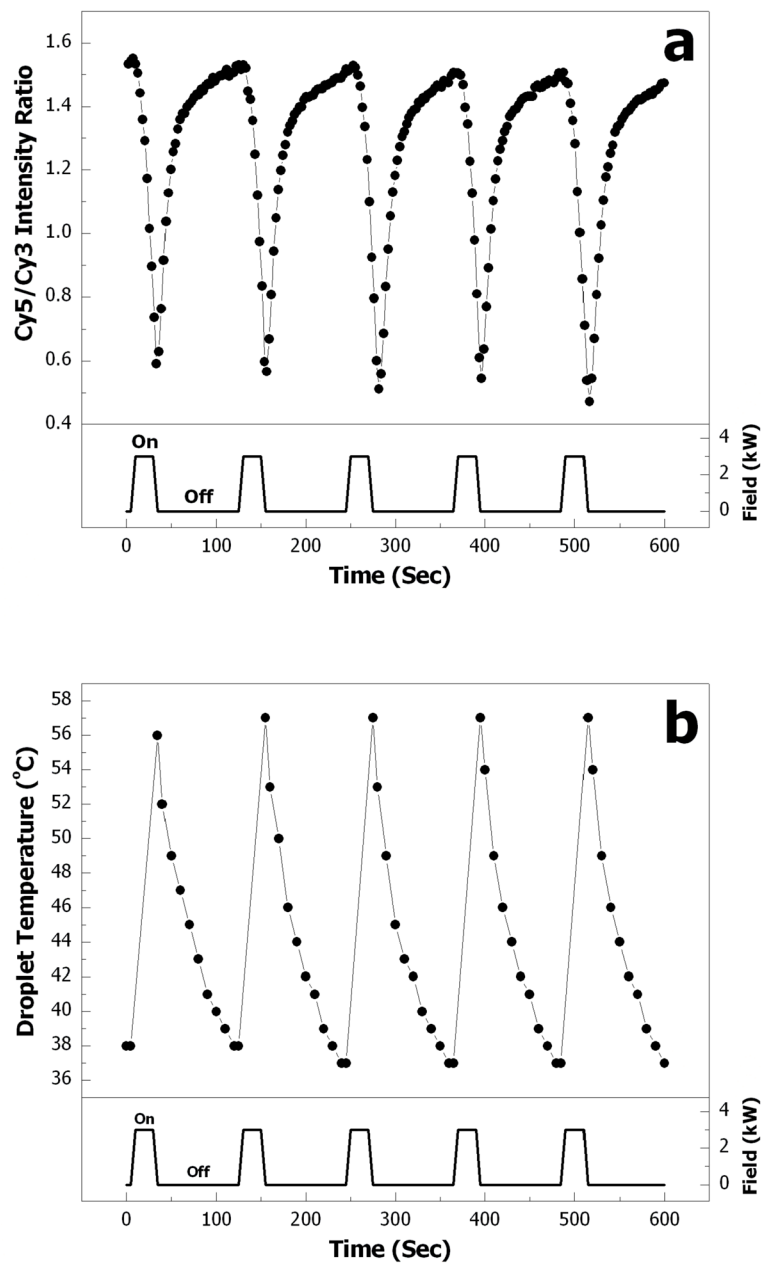 a
Cy5/Cy3 Intensity Ratio
1.6
1.4
1.2
1.0
0.8
0.6
0.4
On
Off
4
2
0
Field (kW)
0 100 200 300 400 500 600
Time (Sec)
b
Droplet Temperature (°C)
58
56
54
52
50
48
46
44
42
40
38
36
On
Off
4
2
0
Field (kW)
0 100 200 300 400 500 600
Time (Sec)